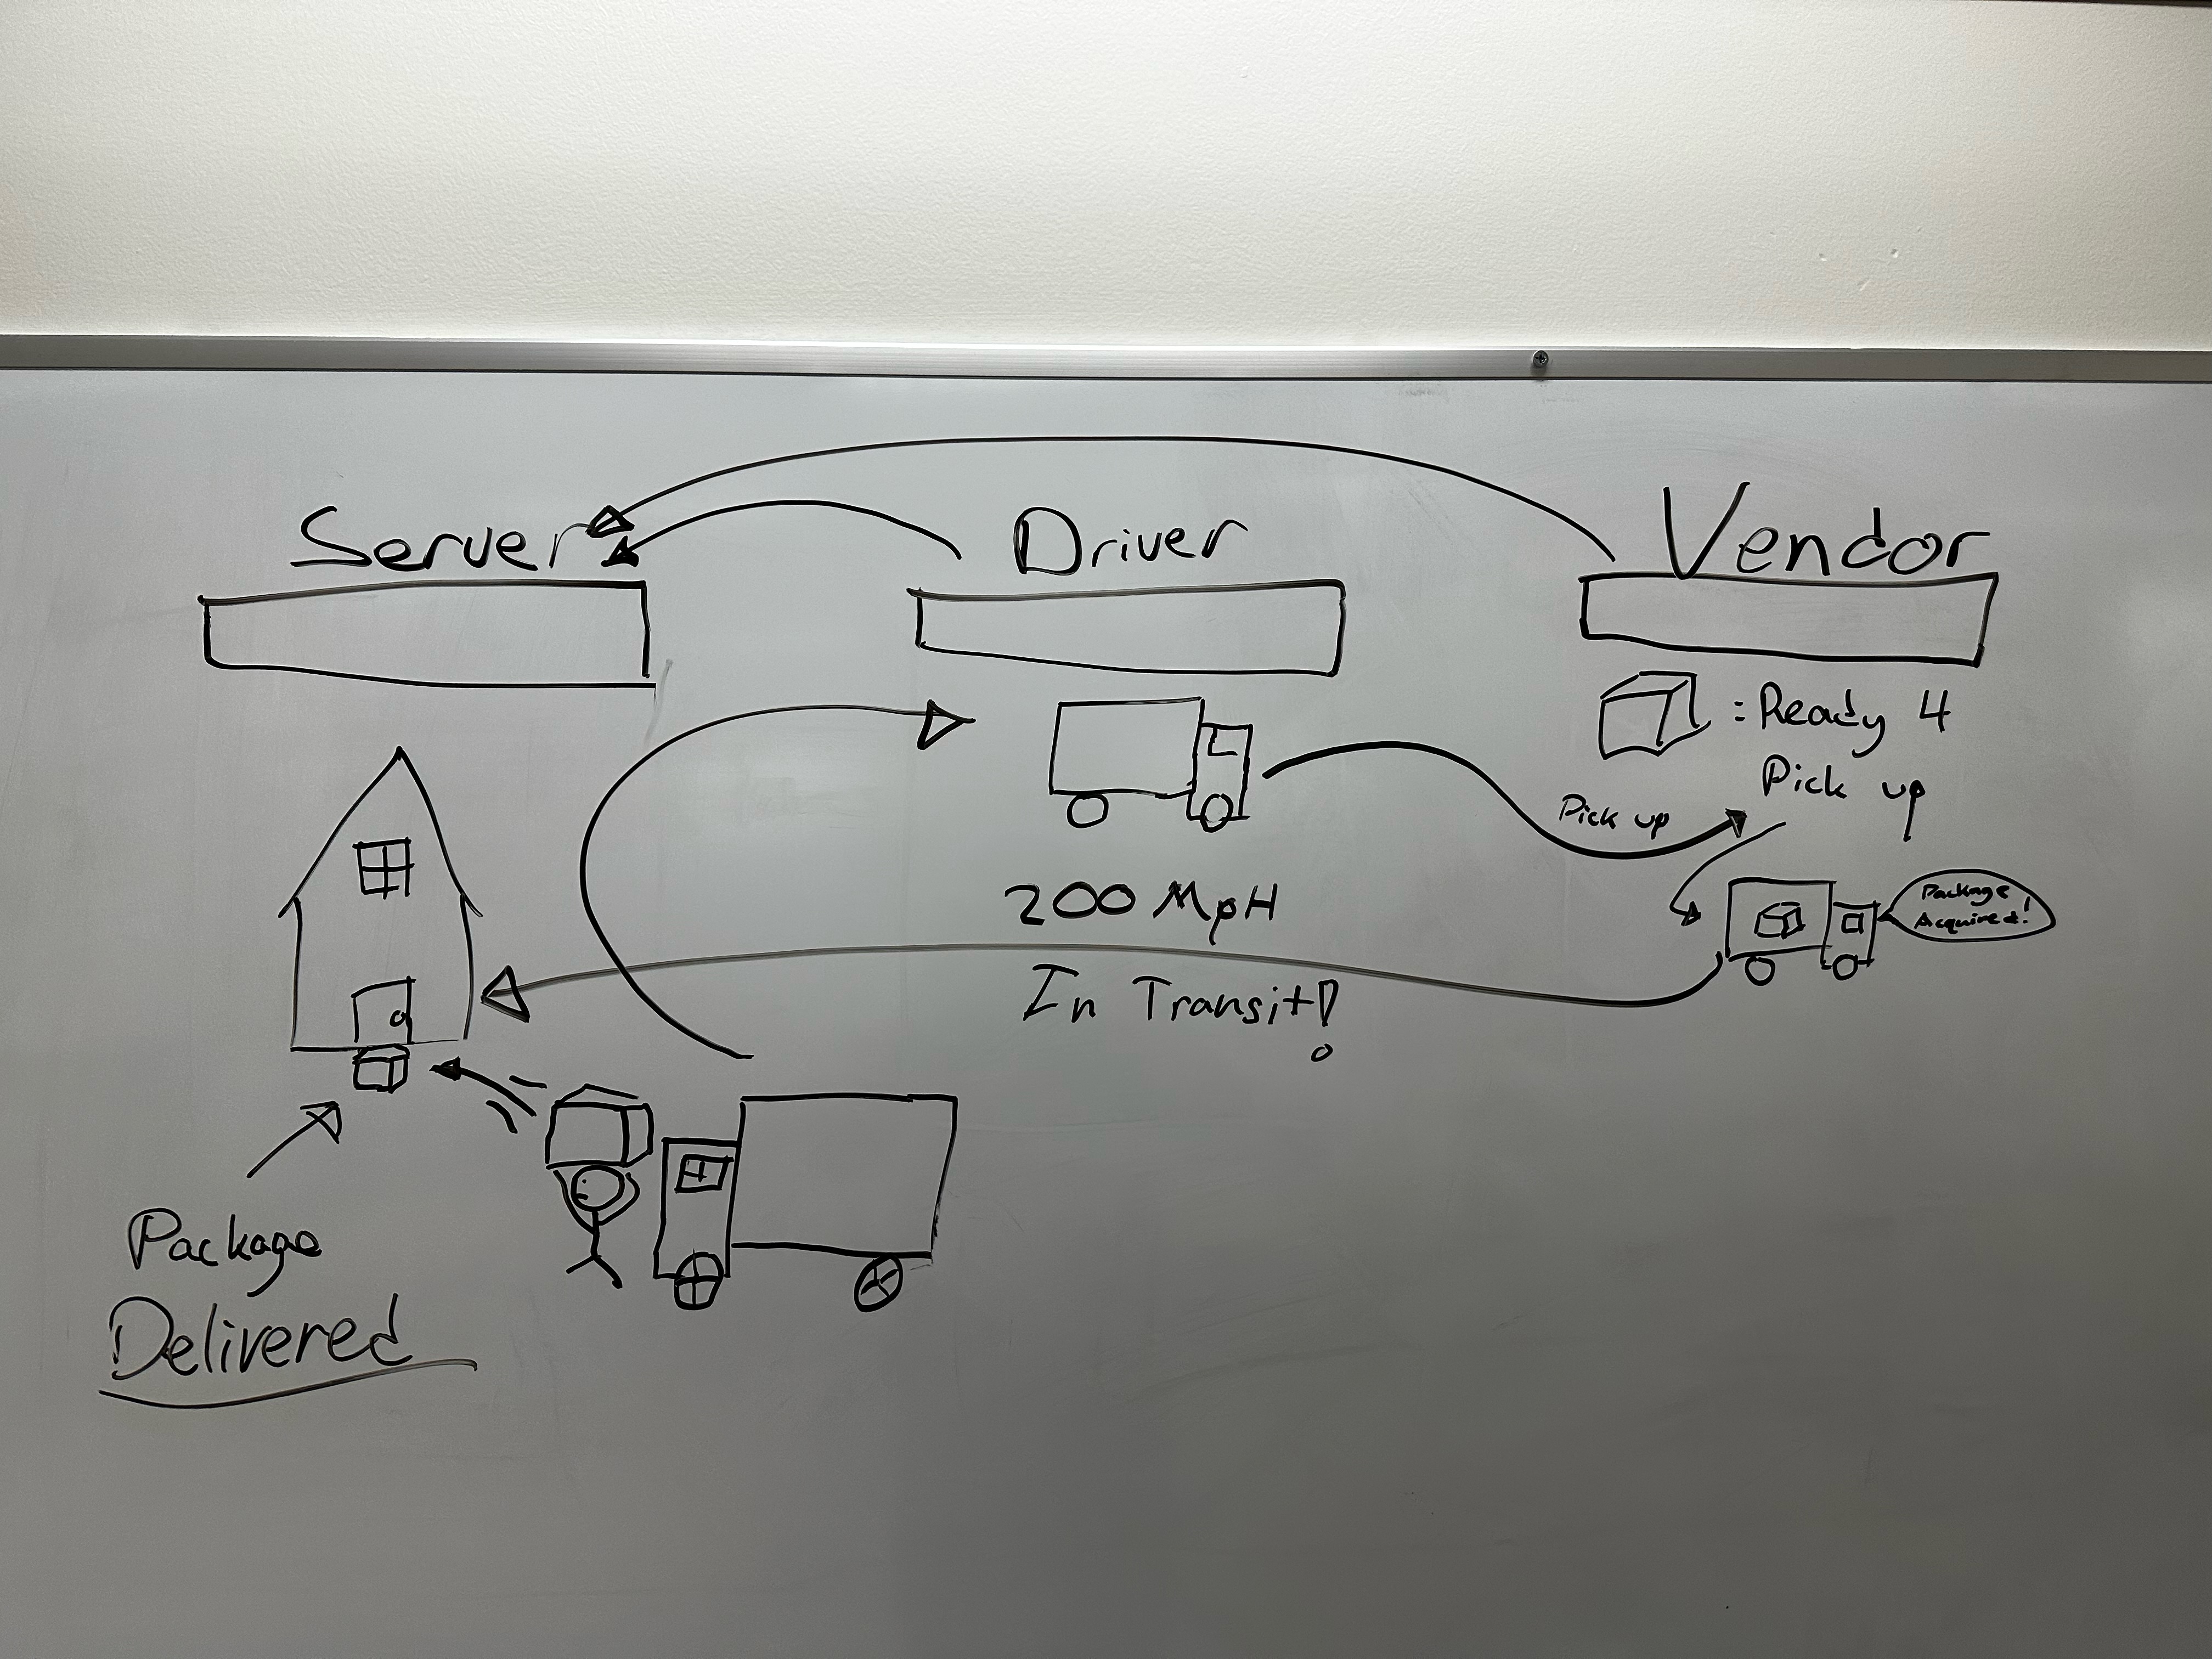 Server
Driver
Vendor
: Ready 4
Pick up
Pick up
Package
Acquired!
200 MpH
In Transit!
Package
Delivered